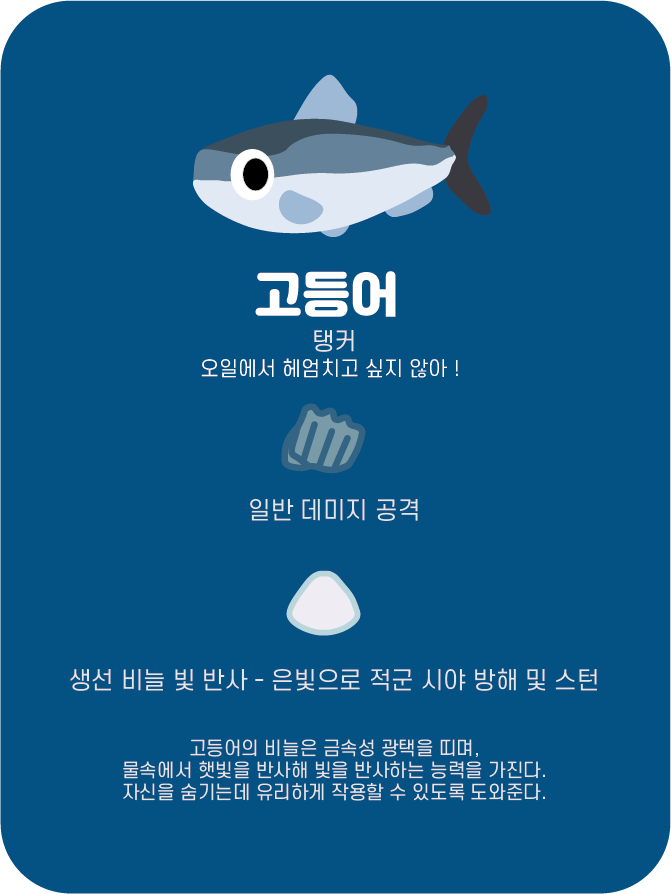 고등어
탱커
오일에서 헤엄치고 싶지 않아 !
일반 데미지 공격
생선 비늘 빛 반사 - 은빛으로 적군 시야 방해 및 스턴
고등어의 비늘은 금속성 광택을 띠며,
물속에서 햇빛을 반사해 빛을 반사하는 능력을 가진다.
자신을 숨기는데 유리하게 작용할 수 있도록 도와준다.